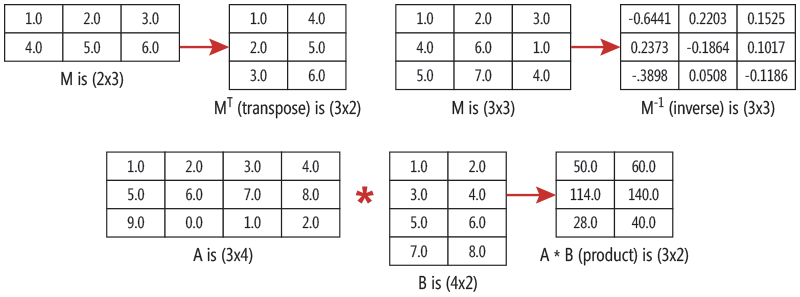 1.0 2.0 3.0
4.0 5.0 6.0
M is (2x3)
1.0 4.0
2.0 5.0
3.0 6.0
Mᵀ (transpose) is (3x2)
1.0 2.0 3.0
4.0 6.0 1.0
5.0 7.0 4.0
M is (3x3)
-0.6441 0.2203 0.1525
0.2373 -0.1864 0.1017
-.3898 0.0508 -0.1186
M⁻¹ (inverse) is (3x3)
1.0 2.0 3.0 4.0
5.0 6.0 7.0 8.0
9.0 0.0 1.0 2.0
A is (3x4)
*
1.0 2.0
3.0 4.0
5.0 6.0
7.0 8.0
B is (4x2)
50.0 60.0
114.0 140.0
28.0 40.0
A * B (product) is (3x2)